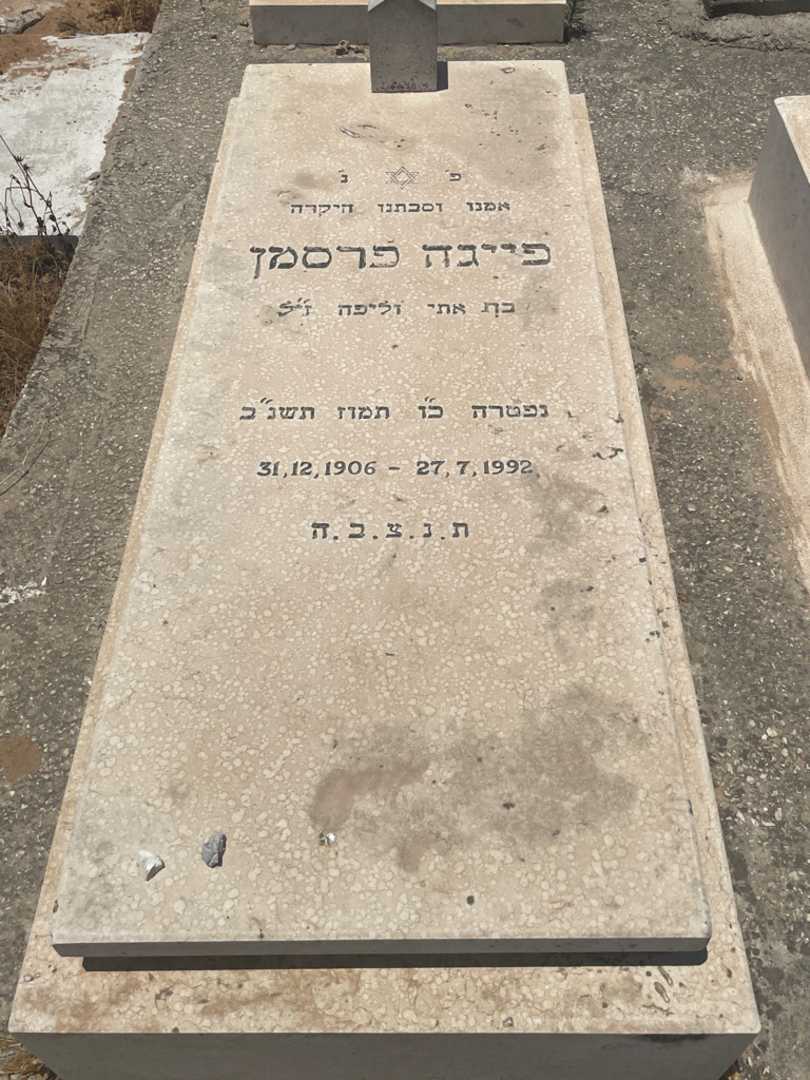 פ נ
אמנו וסבתנו היקרה
פייגה פרסמן
בת אתי וליפה ז"ל
נפטרה כ"ו תמוז תשנ"ב
31.12.1906 - 27.7.1992
ת.נ.צ.ב.ה